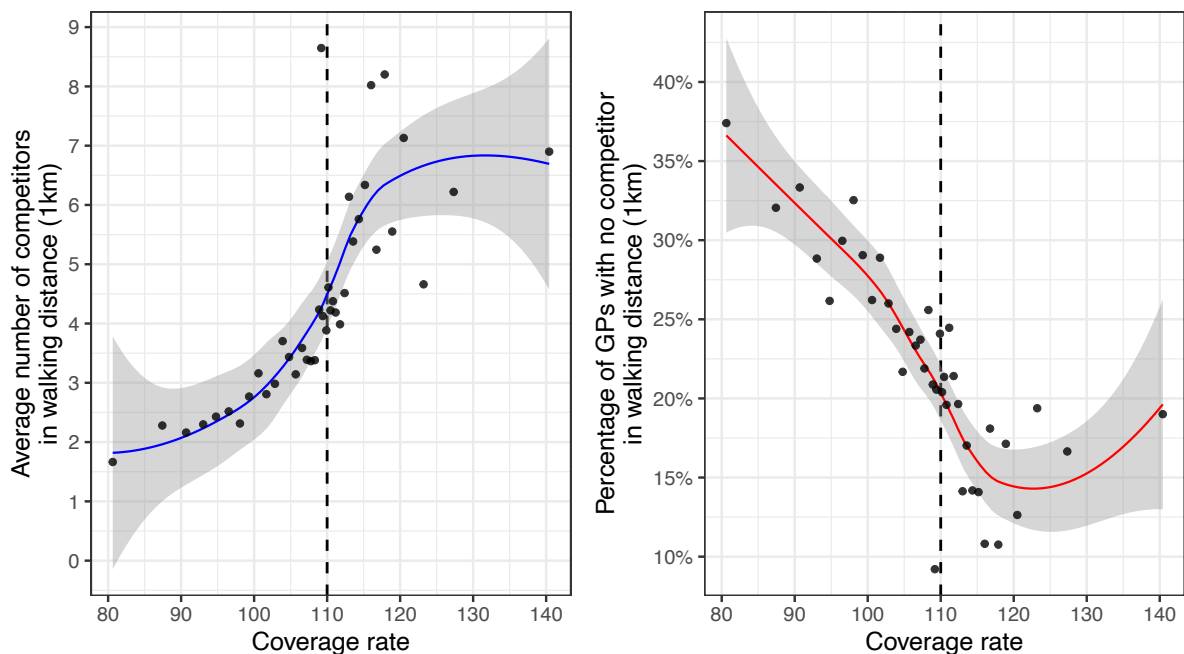 Average number of competitors
in walking distance (1km)
9
8
7
6
5
4
3
2
1
0
80 90 100 110 120 130 140
Coverage rate
Percentage of GPs with no competitor
in walking distance (1km)
40%
35%
30%
25%
20%
15%
10%
80 90 100 110 120 130 140
Coverage rate